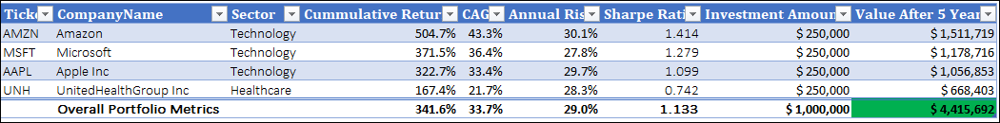 Ticke CompanyName Sector Cummulative Retur CAG Annual Ris Sharpe Rati Investment Amoun Value After 5 Year
AMZN Amazon Technology 504.7% 43.3% 30.1% 1.414 $ 250,000 $ 1,511,719
MSFT Microsoft Technology 371.5% 36.4% 27.8% 1.279 $ 250,000 $ 1,178,716
AAPL Apple Inc Technology 322.7% 33.4% 29.7% 1.099 $ 250,000 $ 1,056,853
UNH UnitedHealthGroup Inc Healthcare 167.4% 21.7% 28.3% 0.742 $ 250,000 $ 668,403
Overall Portfolio Metrics 341.6% 33.7% 29.0% 1.133 $ 1,000,000 $ 4,415,692